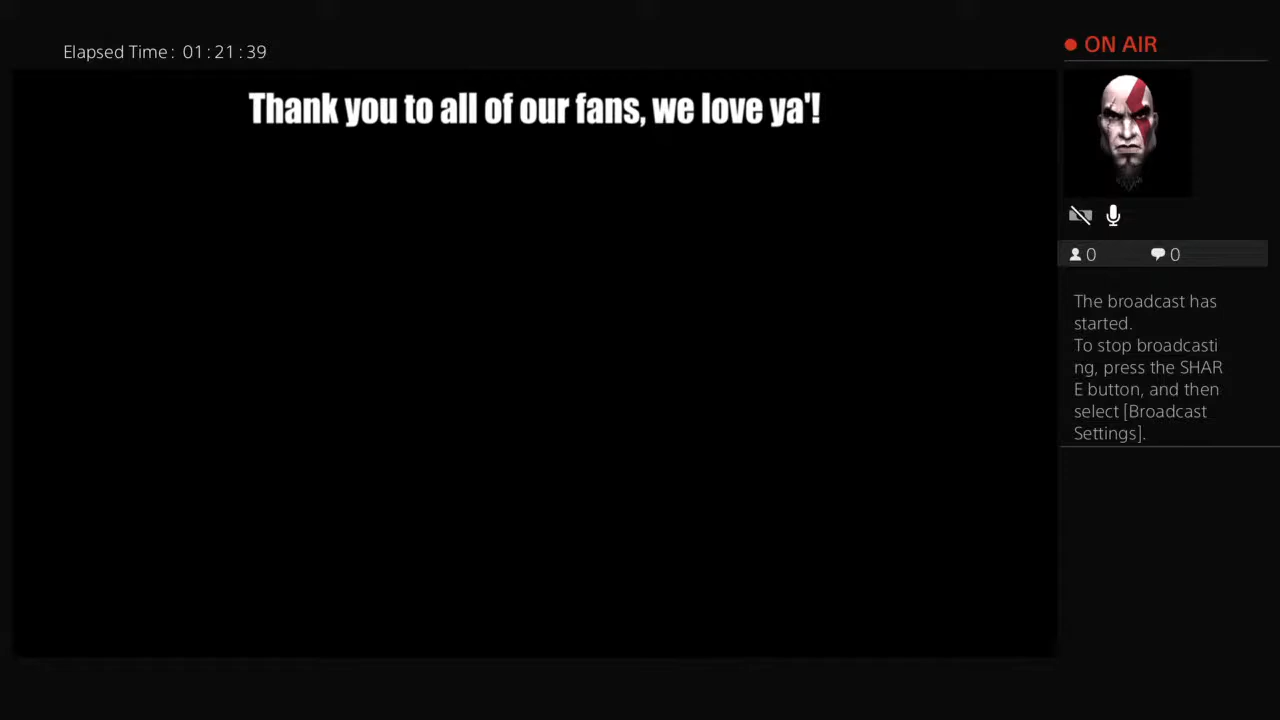 Elapsed Time: 01:21:39
ON AIR
Thank you to all of our fans, we love ya'!
0 0
The broadcast has
started.
To stop broadcasti
ng, press the SHAR
E button, and then
select [Broadcast
Settings].